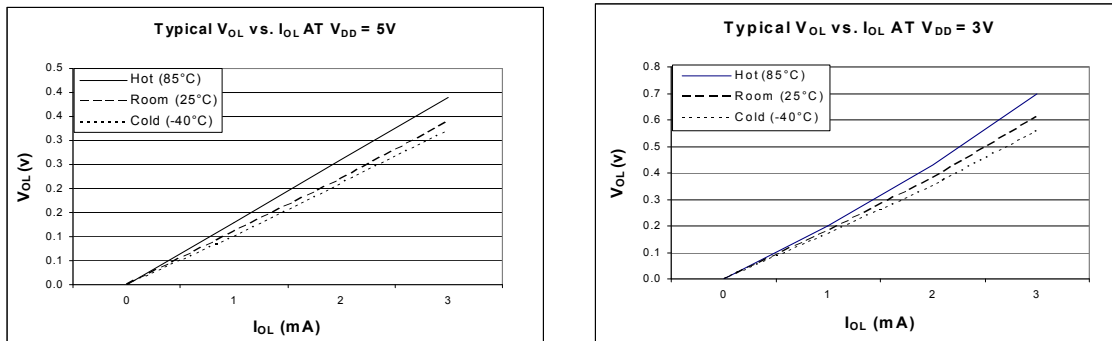 Typical VOL vs. IOL AT VDD = 5V
VOL (v)
0.5
0.4
0.4
0.3
0.3
0.2
0.2
0.1
0.1
0.0
Hot (85°C)
Room (25°C)
Cold (-40°C)
0 1 2 3
IOL (mA)
Typical VOL vs. IOL AT VDD = 3V
VOL (v)
0.8
0.7
0.6
0.5
0.4
0.3
0.2
0.1
0.0
Hot (85°C)
Room (25°C)
Cold (-40°C)
0 1 2 3
IOL (mA)